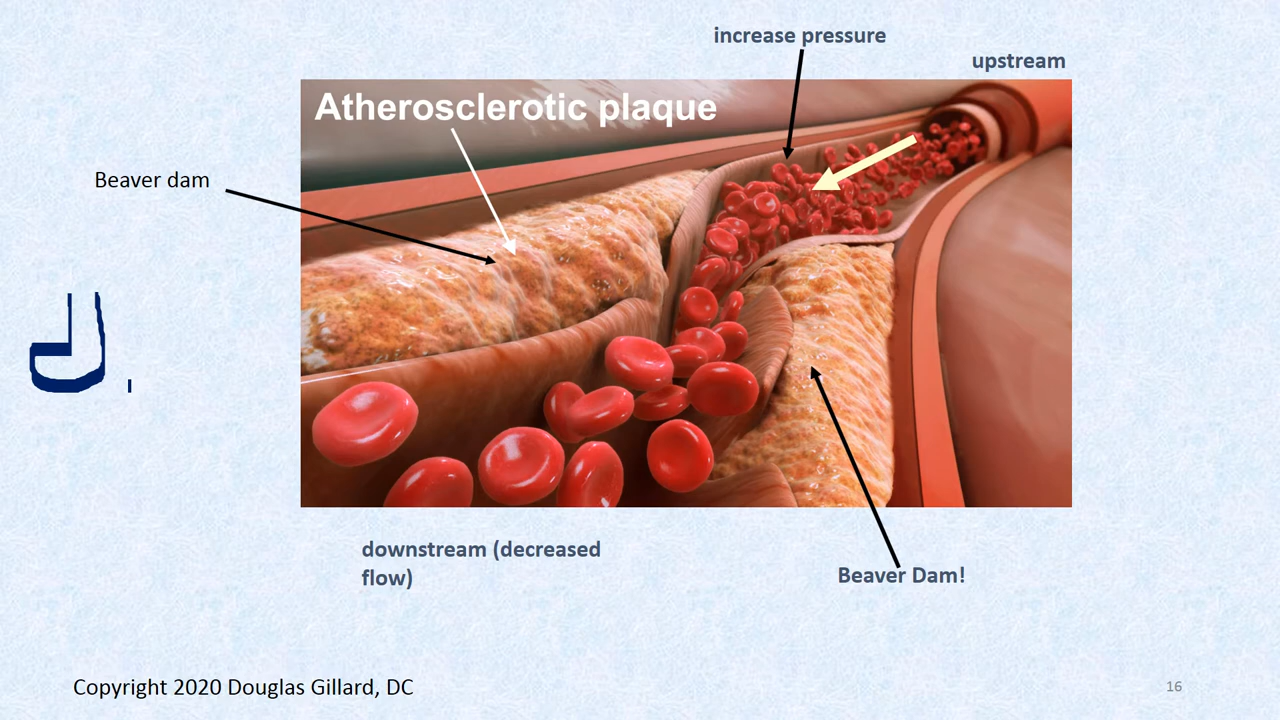 increase pressure
upstream
Atherosclerotic plaque
Beaver dam
downstream (decreased
flow)
Beaver Dam!
Copyright 2020 Douglas Gillard, DC
16